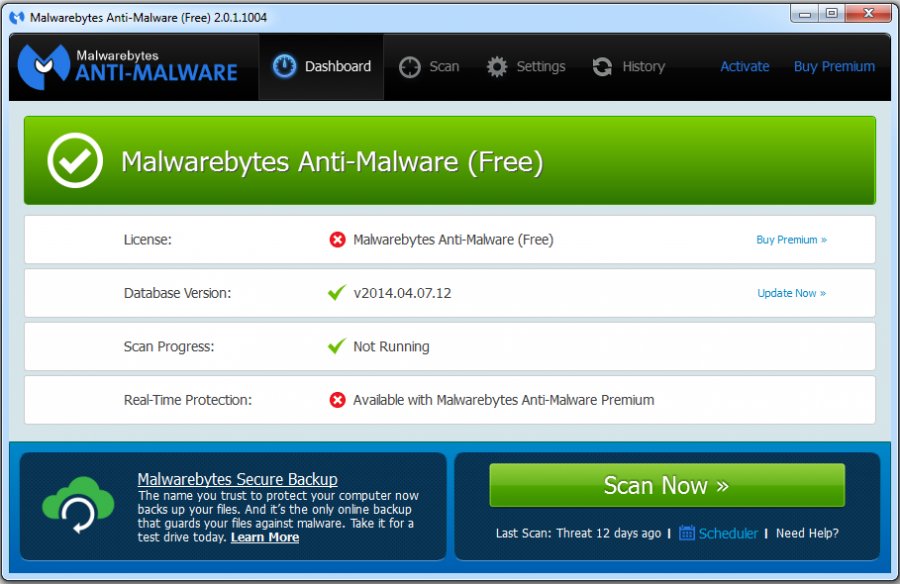 Malwarebytes Anti-Malware (Free) 2.0.1.1004
Malwarebytes
ANTI-MALWARE
Dashboard
Scan
Settings
History
Activate
Buy Premium
Malwarebytes Anti-Malware (Free)
License:
Malwarebytes Anti-Malware (Free)
Buy Premium »
Database Version:
v2014.04.07.12
Update Now »
Scan Progress:
Not Running
Real-Time Protection:
Available with Malwarebytes Anti-Malware Premium
Malwarebytes Secure Backup
The name you trust to protect your computer now
backs up your files. And it's the only online backup
that guards your files against malware. Take it for a
test drive today. Learn More
Scan Now »
Last Scan: Threat 12 days ago | Scheduler | Need Help?